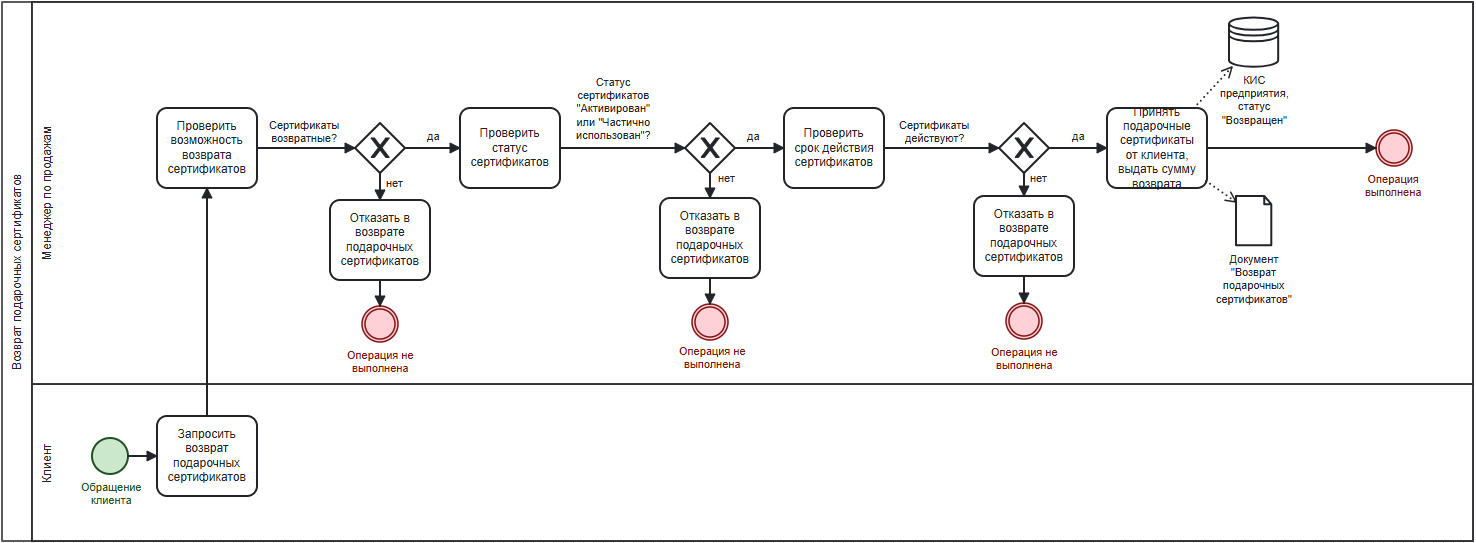 Возврат подарочных сертификатов
Менеджер по продажам
Проверить
возможность
возврата
сертификатов
Сертификаты
возвратные?
да
нет
Отказать в
возврате
подарочных
сертификатов
Операция не
выполнена
Проверить
статус
сертификатов
Статус
сертификатов
"Активирован"
или "Частично
использован"?
да
нет
Отказать в
возврате
подарочных
сертификатов
Операция не
выполнена
Проверить
срок действия
сертификатов
Сертификаты
действуют?
да
нет
Отказать в
возврате
подарочных
сертификатов
Операция не
выполнена
Принять
подарочные
сертификаты
от клиента,
выдать сумму
возврата
КИС
предприятия,
статус
"Возвращен"
Документ
"Возврат
подарочных
сертификатов"
Операция
выполнена
Клиент
Обращение
клиента
Запросить
возврат
подарочных
сертификатов